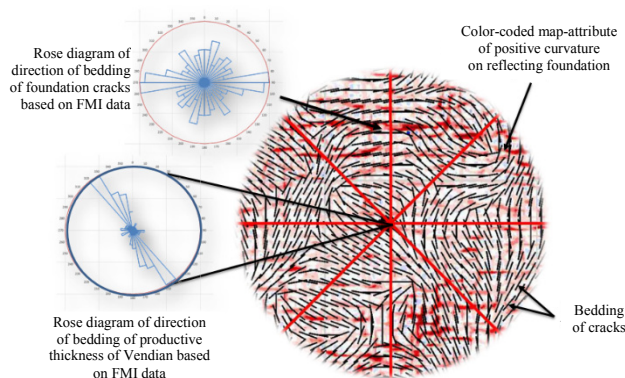 Rose diagram of
direction of bedding
of foundation cracks
based on FMI data
Color-coded map-attribute
of positive curvature
on reflecting foundation
Rose diagram of direction
of bedding of productive
thickness of Vendian based
on FMI data
Bedding
of cracks